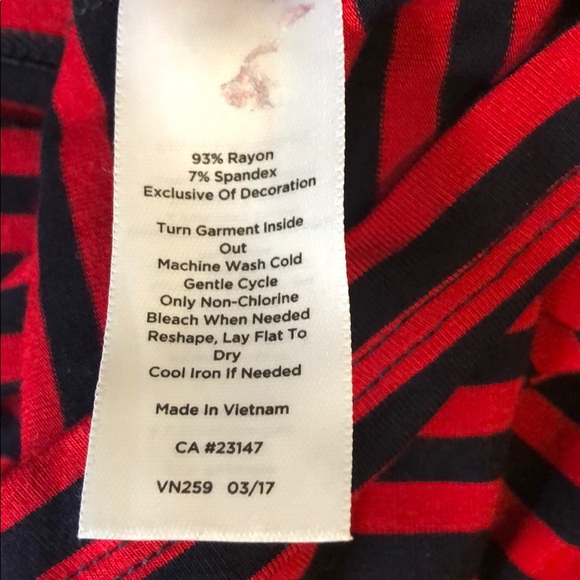 93% Rayon
7% Spandex
Exclusive Of Decoration
Turn Garment Inside
Out
Machine Wash Cold
Gentle Cycle
Only Non-Chlorine
Bleach When Needed
Reshape, Lay Flat To
Dry
Cool Iron If Needed
Made In Vietnam
CA #23147
VN259 03/17